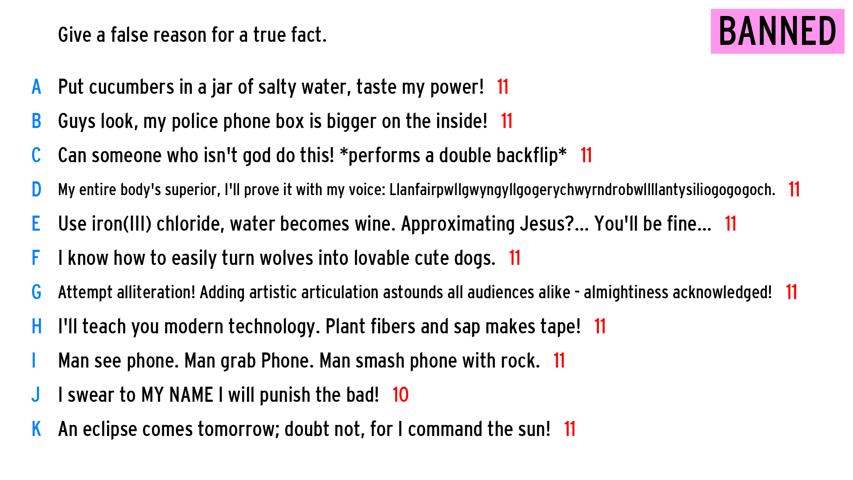 Give a false reason for a true fact.
BANNED
A Put cucumbers in a jar of salty water, taste my power! 11
B Guys look, my police phone box is bigger on the inside! 11
C Can someone who isn't god do this! *performs a double backflip* 11
D My entire body's superior, I'll prove it with my voice: Llanfairpwllgwyngyllgogerychwyrndrobwllllantysiliogogogoch. 11
E Use iron(III) chloride, water becomes wine. Approximating Jesus?... You'll be fine... 11
F I know how to easily turn wolves into lovable cute dogs. 11
G Attempt alliteration! Adding artistic articulation astounds all audiences alike - almightiness acknowledged! 11
H I'll teach you modern technology. Plant fibers and sap makes tape! 11
I Man see phone. Man grab Phone. Man smash phone with rock. 11
J I swear to MY NAME I will punish the bad! 10
K An eclipse comes tomorrow; doubt not, for I command the sun! 11